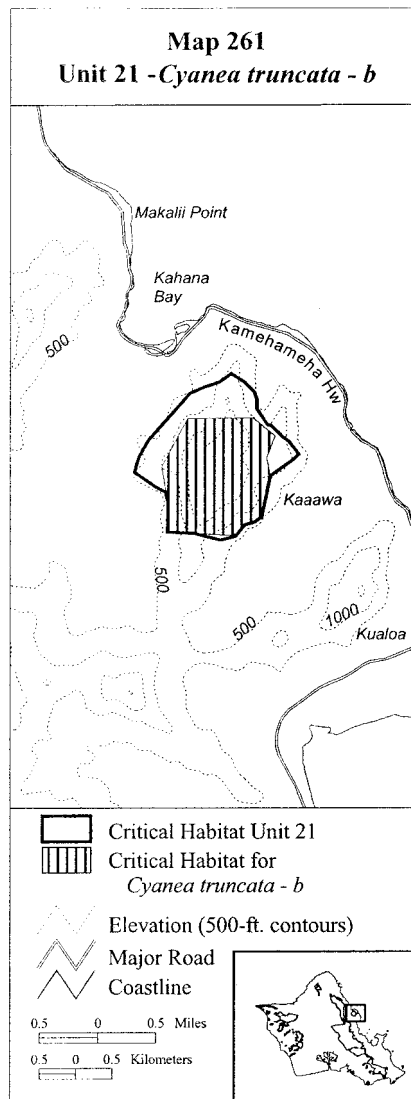 Map 261
Unit 21 - Cyanea truncata - b
Makalii Point
Kahana
Bay
500
Kamehameha Hw
Kaaawa
500
500
1000
Kualoa
Critical Habitat Unit 21
Critical Habitat for
Cyanea truncata - b
Elevation (500-ft. contours)
Major Road
Coastline
0.5 0 0.5 Miles
0.5 0 0.5 Kilometers